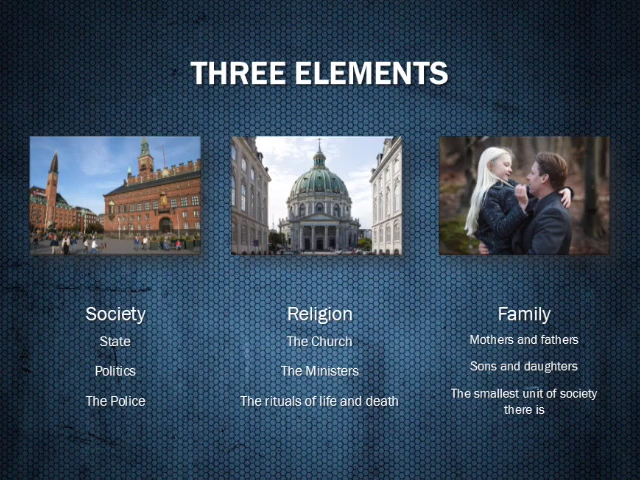 THREE ELEMENTS
Society
State
Politics
The Police
Religion
The Church
The Ministers
The rituals of life and death
Family
Mothers and fathers
Sons and daughters
The smallest unit of society
there is